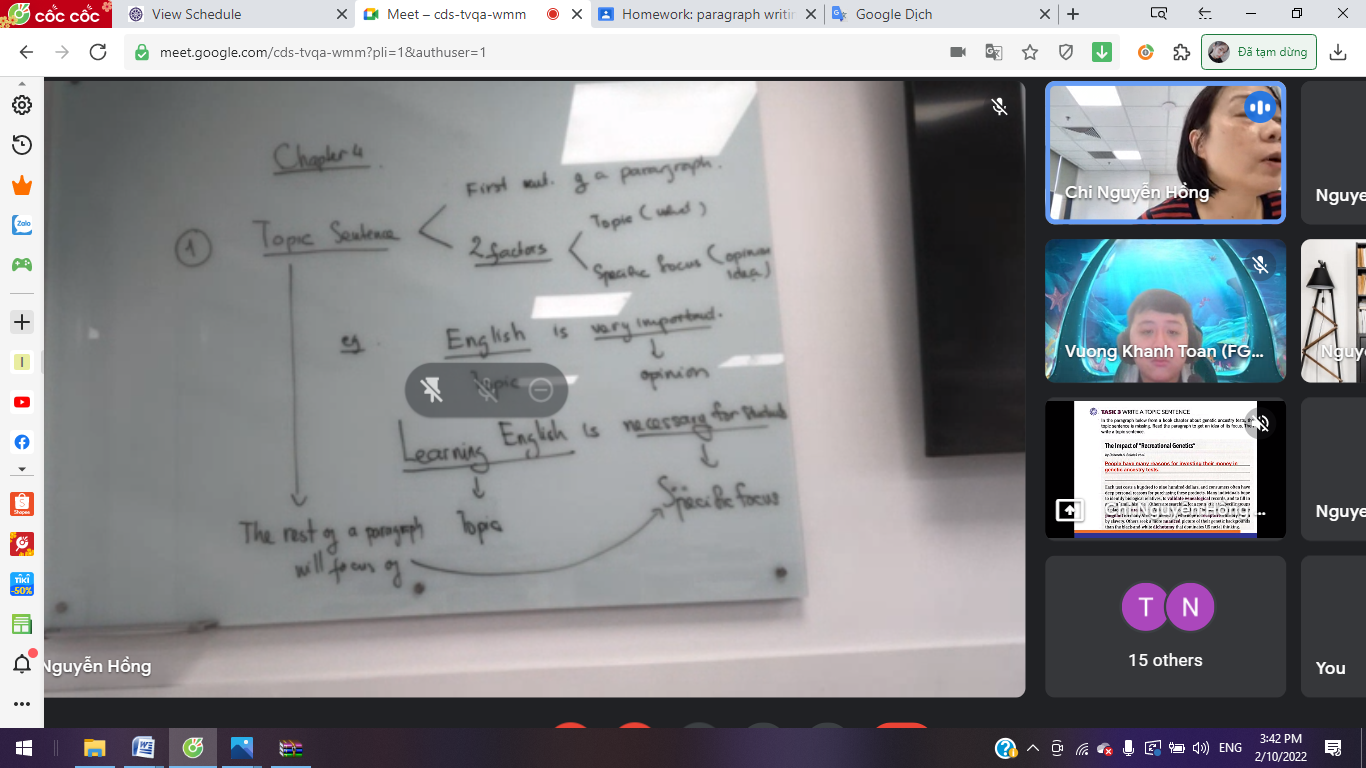 cốc cốc
View Schedule
Meet – cds-tvqa-wmm
Homework: paragraph writin
Google Dịch
meet.google.com/cds-tvqa-wmm?pli=1&authuser=1
Đã tạm dừng
Chapter 4
First of a paragraph.
1 Topic Sentence
2 factors
Topic (what)
Specific focus (opinion
idea)
eg. English is very important.
Topic opinion
Learning English is necessary for student
Topic Specific focus
The rest of a paragraph
will focus of
Nguyễn Hồng
Chi Nguyễn Hồng
Nguye
Vuong Khanh Toan (FG...
Nguye
TASK 3 WRITE A TOPIC SENTENCE
The Impact of "Recreational Genetics"
People have many reasons for investing their money in
genetic ancestry tests
Chi Nguyễn Hồng ...
Nguye
T N
15 others
You
Zalo
Shopee
TIKI
-50%
ENG
3:42 PM
2/10/2022